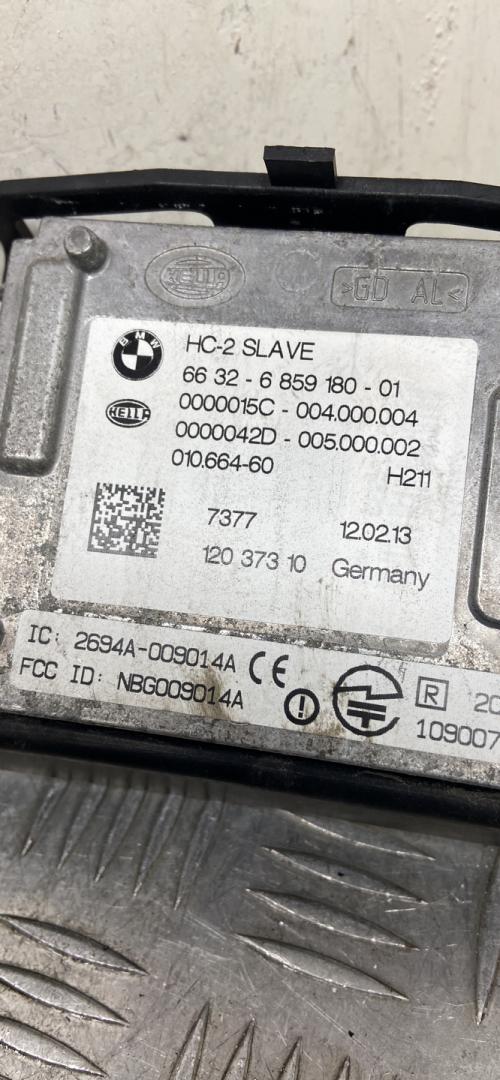 HELLA
>GD AL<
BMW
HC-2 SLAVE
66 32 - 6 859 180 - 01
HELLA
0000015C - 004.000.004
0000042D - 005.000.002
010.664-60
H211
7377 12.02.13
120 373 10 Germany
IC: 2694A-009014A CE
FCC ID: NBG009014A
R 20
109007